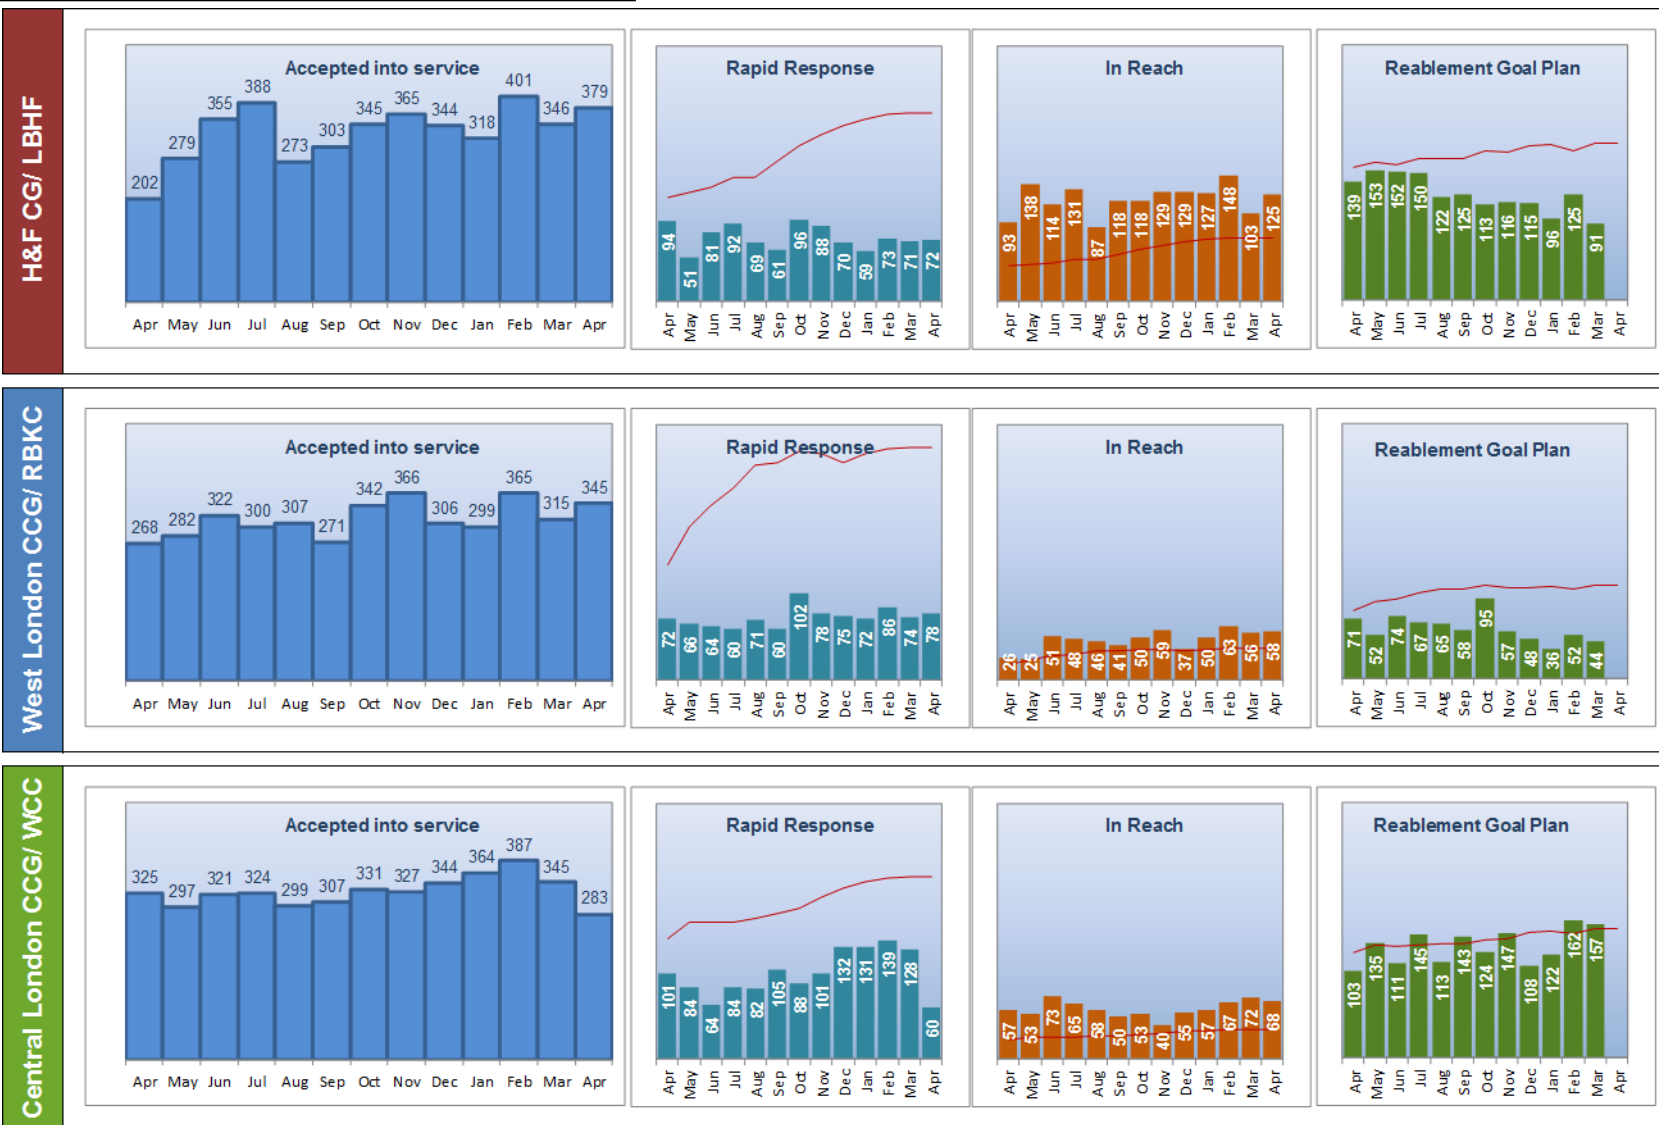 H&F CG/ LBHF
Accepted into service
202 279 355 388 273 303 345 365 344 318 401 346 379
Apr May Jun Jul Aug Sep Oct Nov Dec Jan Feb Mar Apr
Rapid Response
94 51 81 92 69 61 96 88 70 59 73 71 72
Apr May Jun Jul Aug Sep Oct Nov Dec Jan Feb Mar Apr
In Reach
93 138 114 131 87 118 118 129 129 127 148 103 125
Apr May Jun Jul Aug Sep Oct Nov Dec Jan Feb Mar Apr
Reablement Goal Plan
139 153 152 150 122 125 113 116 115 96 125 91
Apr May Jun Jul Aug Sep Oct Nov Dec Jan Feb Mar Apr
West London CCG/ RBKC
Accepted into service
268 282 322 300 307 271 342 366 306 299 365 315 345
Apr May Jun Jul Aug Sep Oct Nov Dec Jan Feb Mar Apr
Rapid Response
72 66 64 60 71 60 102 78 75 72 86 74 78
Apr May Jun Jul Aug Sep Oct Nov Dec Jan Feb Mar Apr
In Reach
26 25 51 48 46 41 50 59 37 50 63 56 58
Apr May Jun Jul Aug Sep Oct Nov Dec Jan Feb Mar Apr
Reablement Goal Plan
71 52 74 67 65 58 95 57 48 36 52 44
Apr May Jun Jul Aug Sep Oct Nov Dec Jan Feb Mar Apr
Central London CCG/ WCC
Accepted into service
325 297 321 324 299 307 331 327 344 364 387 345 283
Apr May Jun Jul Aug Sep Oct Nov Dec Jan Feb Mar Apr
Rapid Response
101 84 64 84 82 105 88 101 132 131 139 128 60
Apr May Jun Jul Aug Sep Oct Nov Dec Jan Feb Mar Apr
In Reach
57 53 73 65 58 50 53 40 55 57 67 72 68
Apr May Jun Jul Aug Sep Oct Nov Dec Jan Feb Mar Apr
Reablement Goal Plan
103 135 111 145 113 143 124 147 108 122 162 157
Apr May Jun Jul Aug Sep Oct Nov Dec Jan Feb Mar Apr